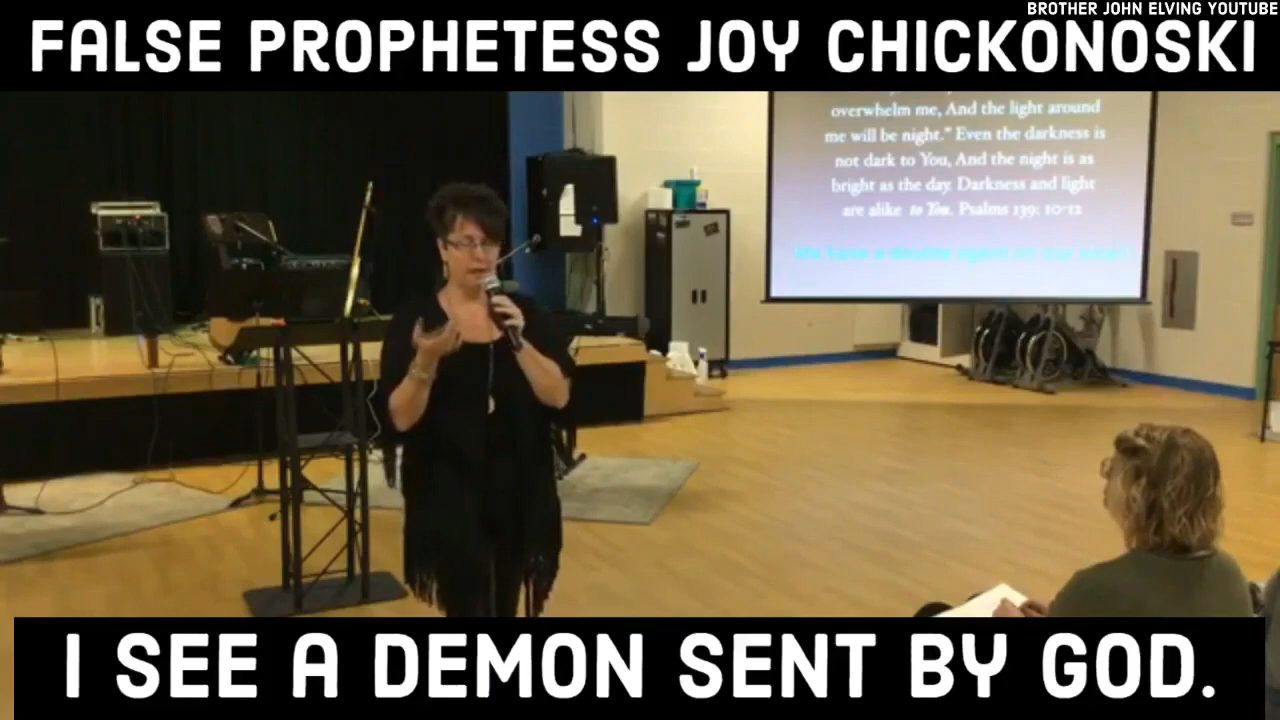 BROTHER JOHN ELVING YOUTUBE
FALSE PROPHETESS JOY CHICKONOSKI
overwhelm me, And the light around
me will be night." Even the darkness is
not dark to You, And the night is as
bright as the day. Darkness and light
are alike to You. Psalms 139: 10-12
I SEE A DEMON SENT BY GOD.